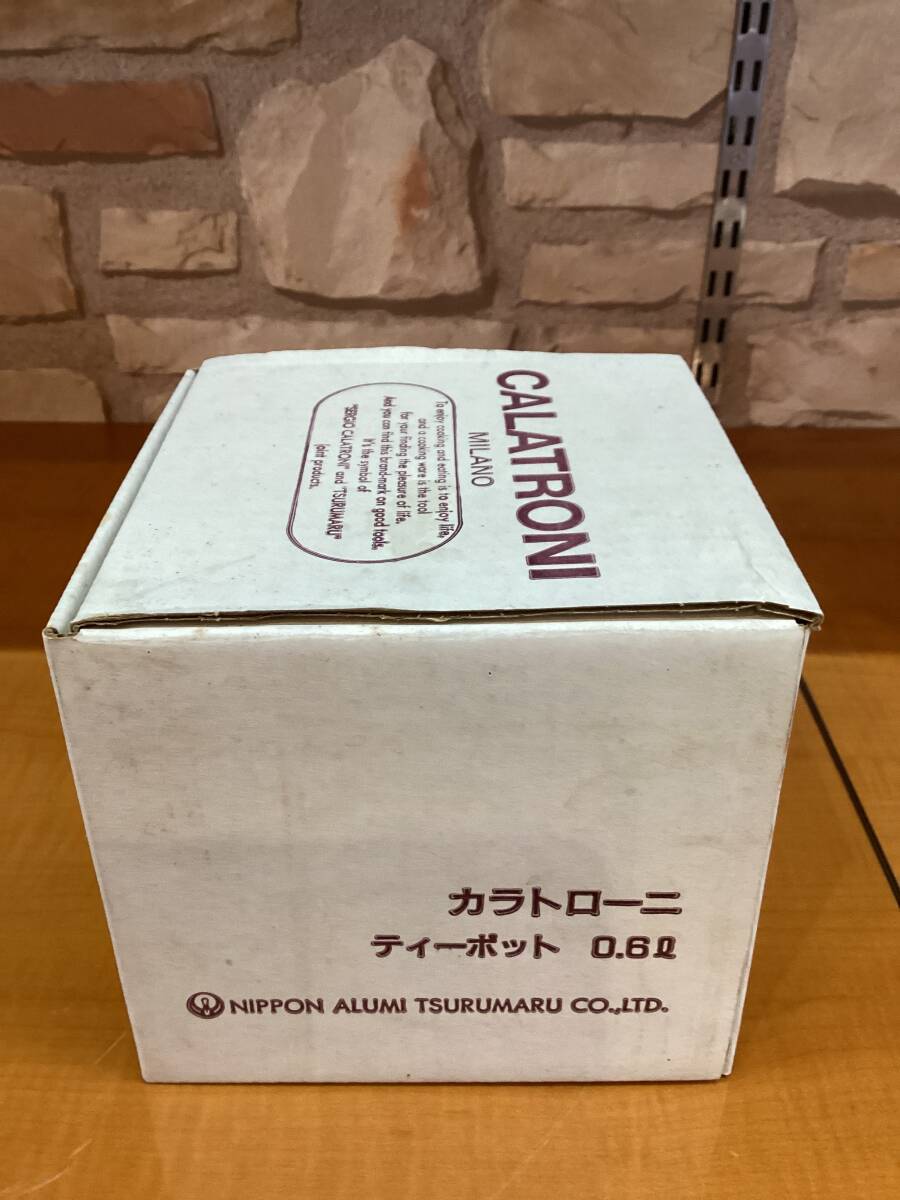 CALATRONI
MILANO
To enjoy cooking and eating is to enjoy life,
and a cooking ware is the tool
for your finding the pleasure of life.
And you can find this brand-mark on good tools.
It's the symbol of
"SERGIO CALATRONI" and "TSURUMARU"
joint products.
カラトローニ
ティーポット 0.6ℓ
NIPPON ALUMI TSURUMARU CO.,LTD.